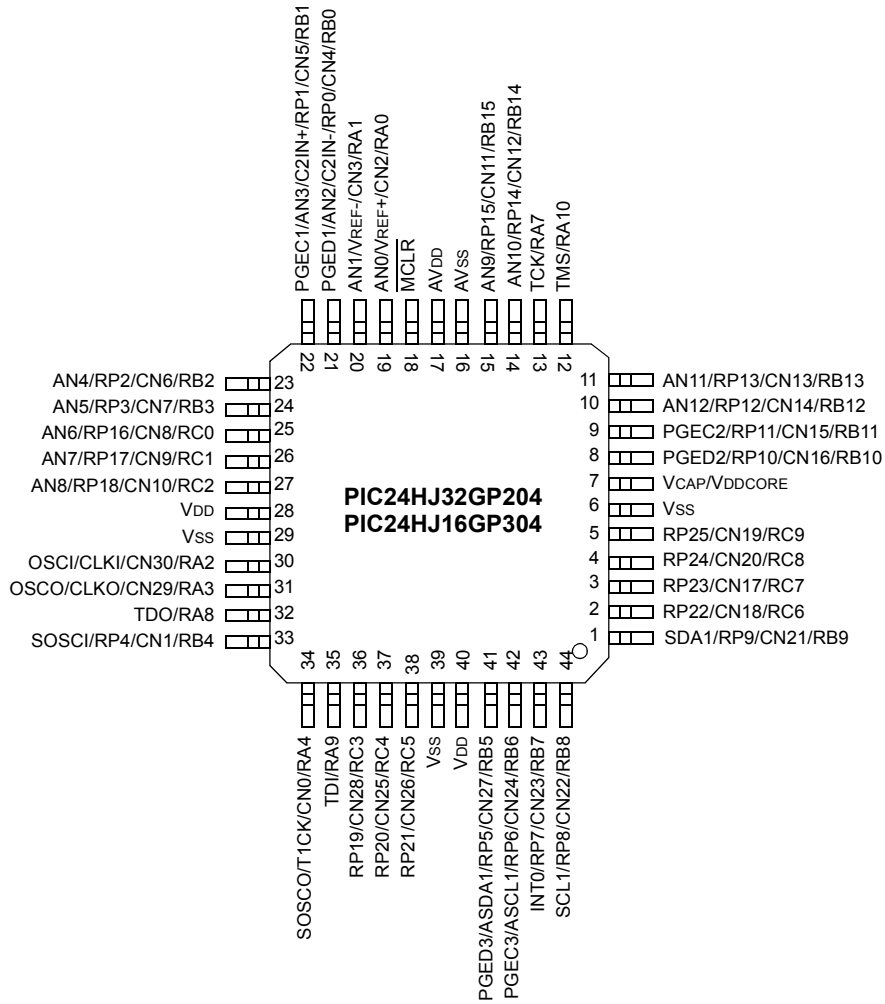 PGEC1/AN3/C2IN+/RP1/CN5/RB1
PGED1/AN2/C2IN-/RP0/CN4/RB0
AN1/VREF-/CN3/RA1
AN0/VREF+/CN2/RA0
MCLR
AVDD
AVSS
AN9/RP15/CN11/RB15
AN10/RP14/CN12/RB14
TCK/RA7
TMS/RA10
22
21
20
19
18
17
16
15
14
13
12
AN4/RP2/CN6/RB2 23
AN5/RP3/CN7/RB3 24
AN6/RP16/CN8/RC0 25
AN7/RP17/CN9/RC1 26
AN8/RP18/CN10/RC2 27
VDD 28
VSS 29
OSCI/CLKI/CN30/RA2 30
OSCO/CLKO/CN29/RA3 31
TDO/RA8 32
SOSCI/RP4/CN1/RB4 33
PIC24HJ32GP204
PIC24HJ16GP304
11 AN11/RP13/CN13/RB13
10 AN12/RP12/CN14/RB12
9 PGEC2/RP11/CN15/RB11
8 PGED2/RP10/CN16/RB10
7 VCAP/VDDCORE
6 VSS
5 RP25/CN19/RC9
4 RP24/CN20/RC8
3 RP23/CN17/RC7
2 RP22/CN18/RC6
1 SDA1/RP9/CN21/RB9
34
35
36
37
38
39
40
41
42
43
44
SOSCO/T1CK/CN0/RA4
TDI/RA9
RP19/CN28/RC3
RP20/CN25/RC4
RP21/CN26/RC5
VSS
VDD
PGED3/ASDA1/RP5/CN27/RB5
PGEC3/ASCL1/RP6/CN24/RB6
INT0/RP7/CN23/RB7
SCL1/RP8/CN22/RB8